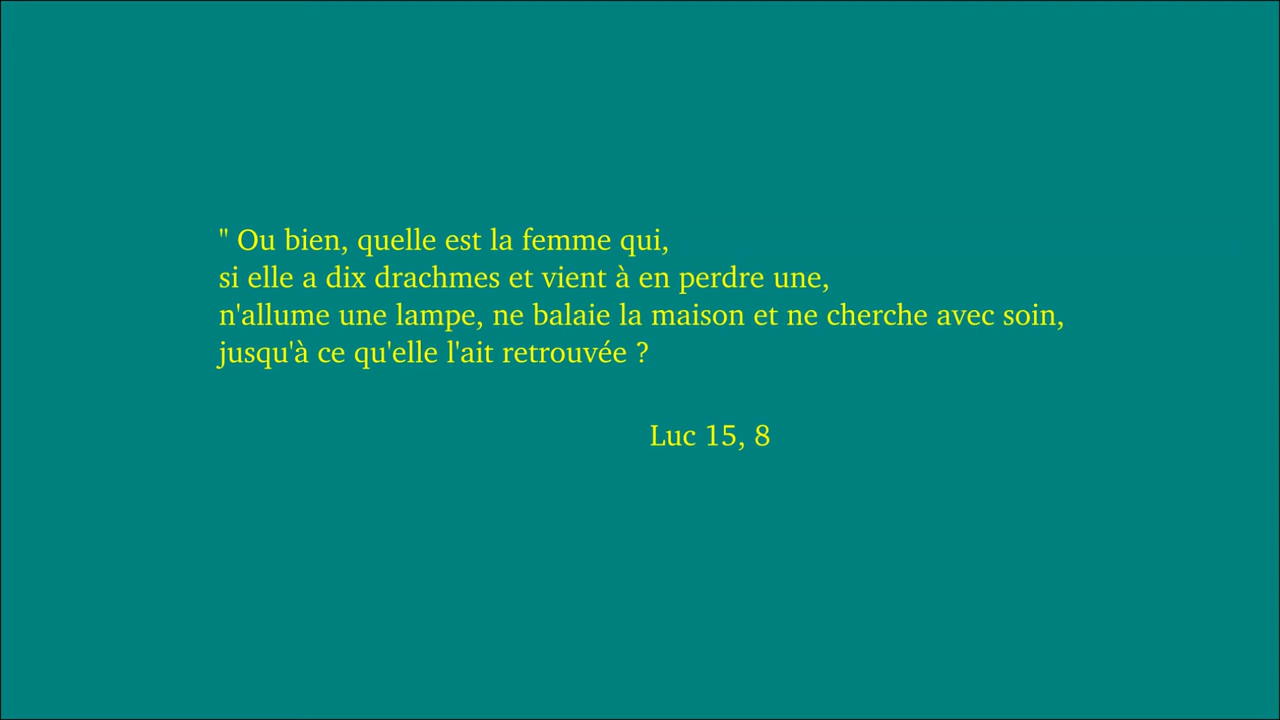 " Ou bien, quelle est la femme qui,
si elle a dix drachmes et vient à en perdre une,
n'allume une lampe, ne balaie la maison et ne cherche avec soin,
jusqu'à ce qu'elle l'ait retrouvée ?
Luc 15, 8